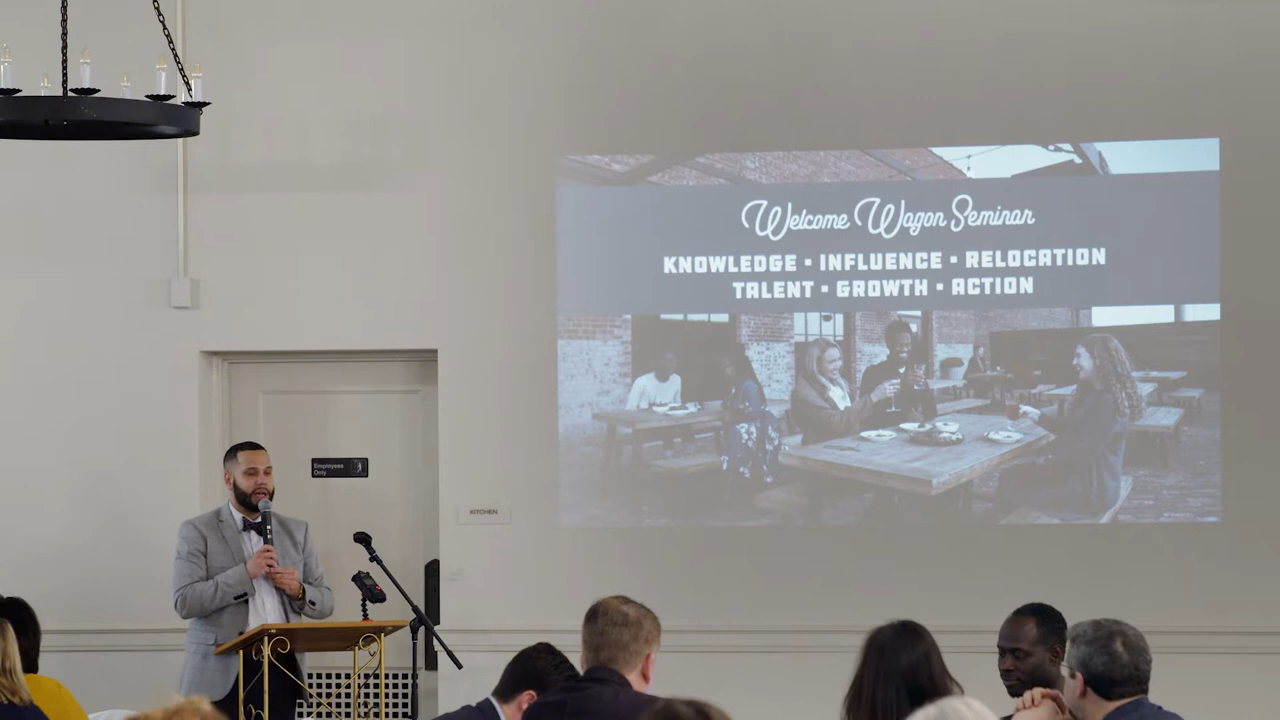 Welcome Wagon Seminar
KNOWLEDGE • INFLUENCE • RELOCATION
TALENT • GROWTH • ACTION
Employees
Only
KITCHEN